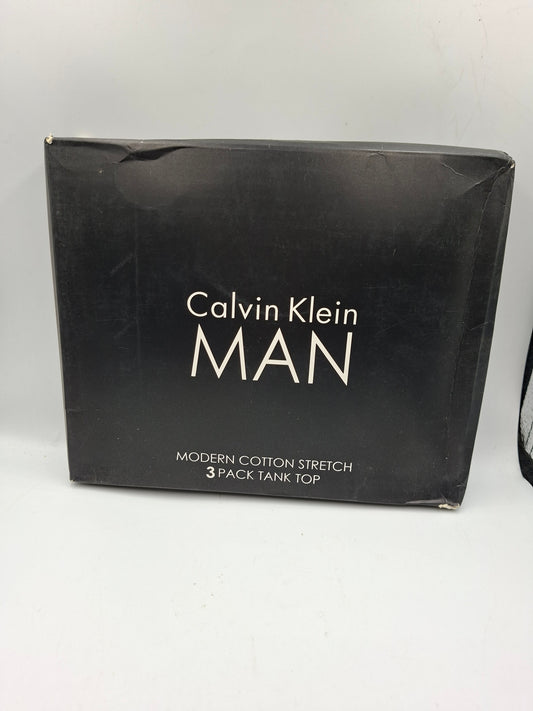 Calvin Klein
MAN
MODERN COTTON STRETCH
3 PACK TANK TOP